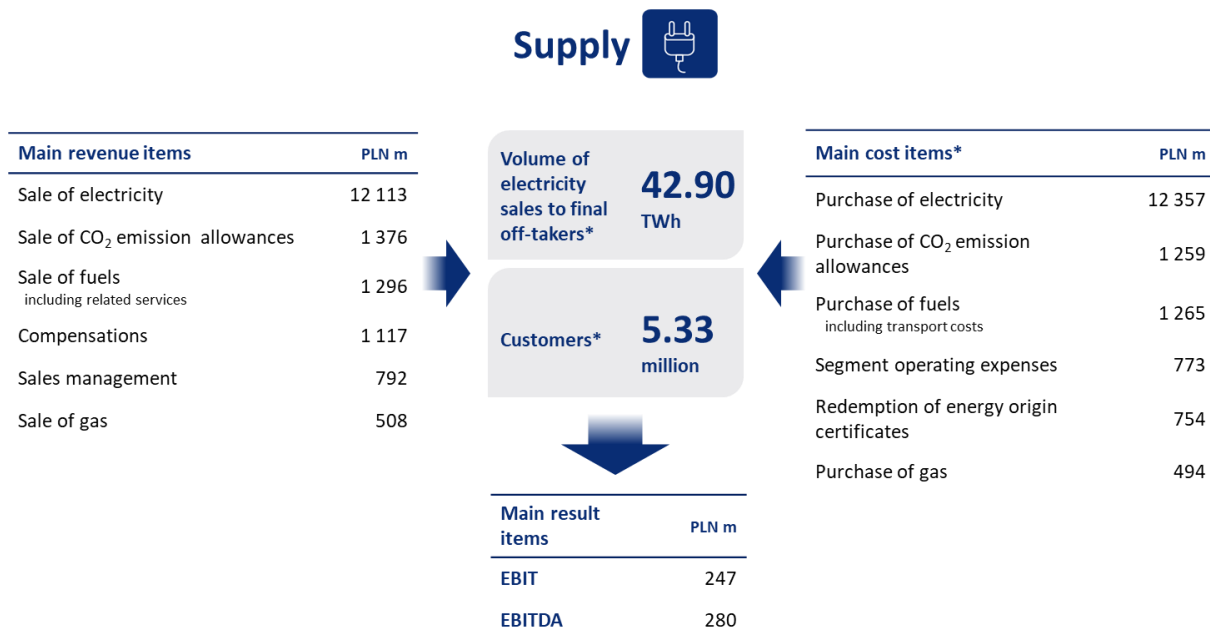 Supply
Main revenue items PLN m
Sale of electricity 12 113
Sale of CO₂ emission allowances 1 376
Sale of fuels
including related services 1 296
Compensations 1 117
Sales management 792
Sale of gas 508
Volume of
electricity
sales to final
off-takers*
42.90
TWh
Customers*
5.33
million
Main cost items* PLN m
Purchase of electricity 12 357
Purchase of CO₂ emission
allowances 1 259
Purchase of fuels
including transport costs 1 265
Segment operating expenses 773
Redemption of energy origin
certificates 754
Purchase of gas 494
Main result
items PLN m
EBIT 247
EBITDA 280